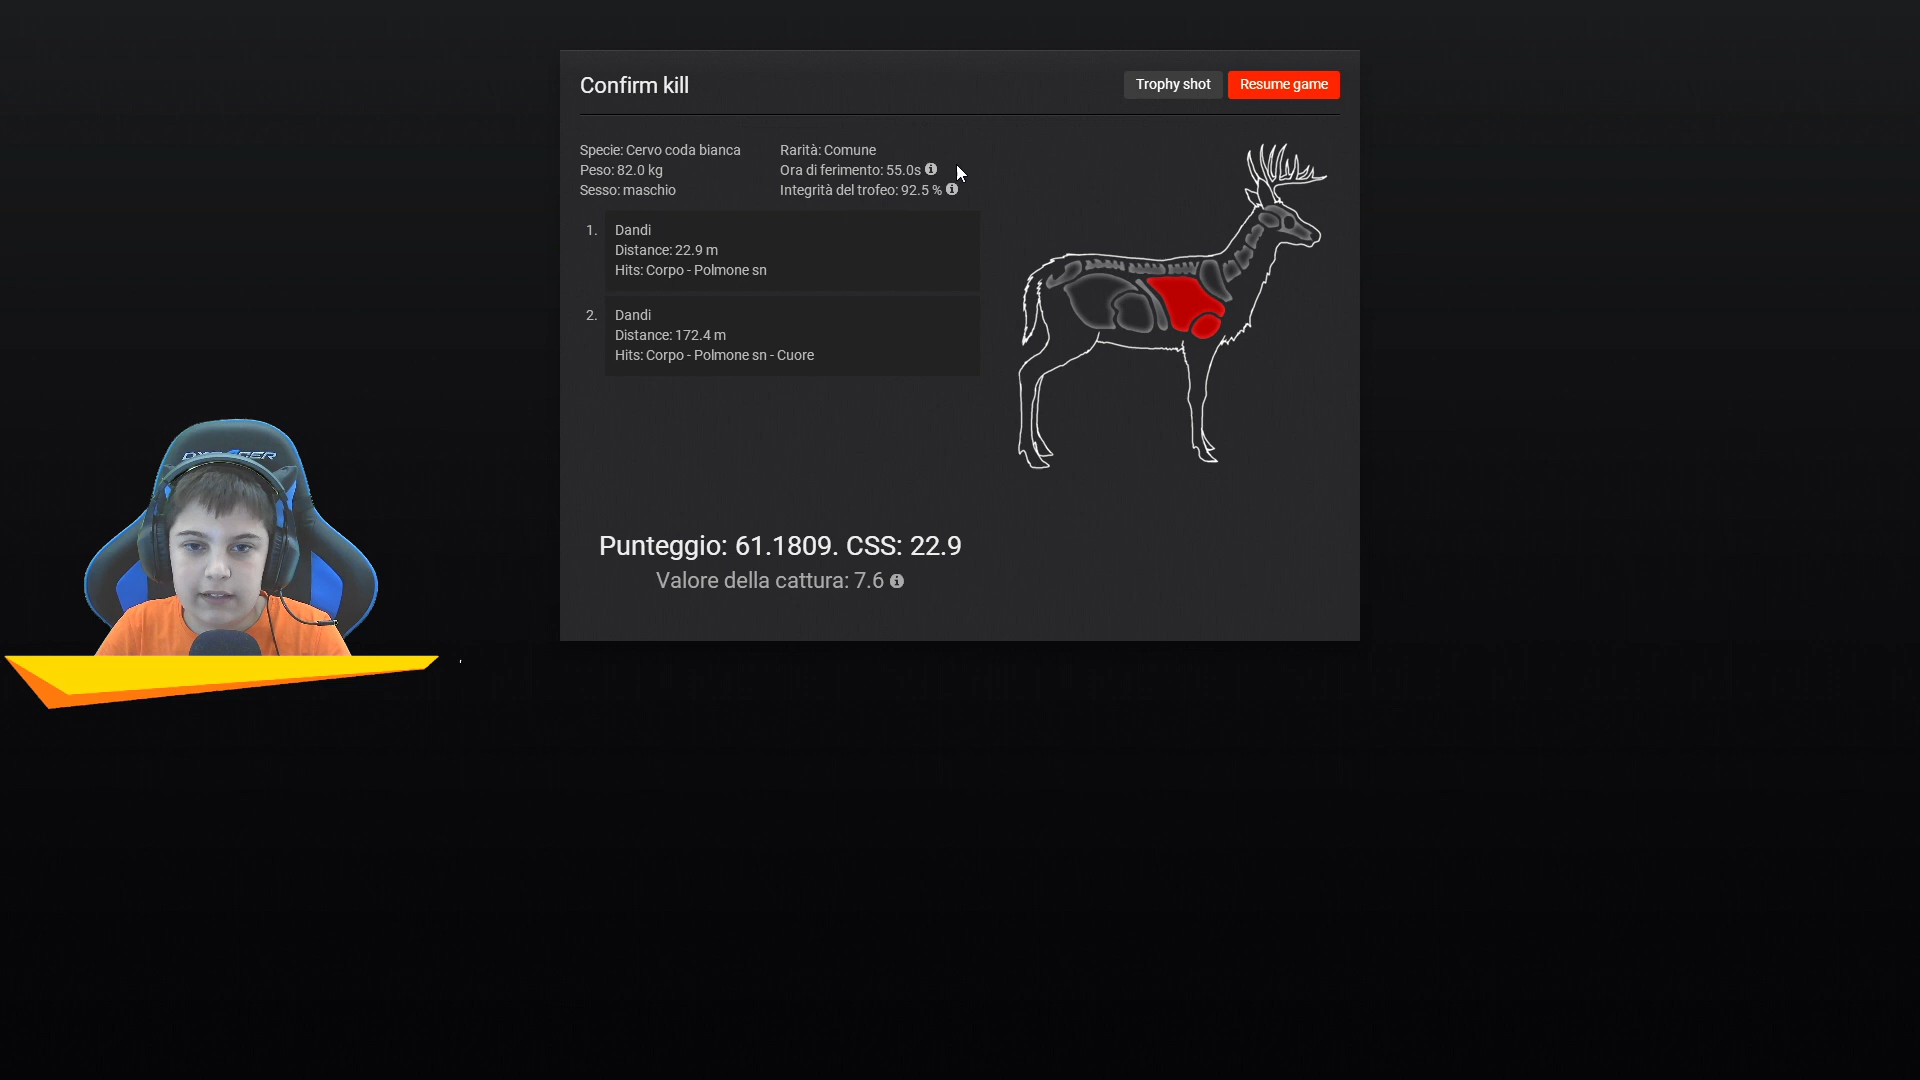 Confirm kill
Trophy shot
Resume game
Specie: Cervo coda bianca
Peso: 82.0 kg
Sesso: maschio
Rarità: Comune
Ora di ferimento: 55.0s
Integrità del trofeo: 92.5 %
1.
Dandi
Distance: 22.9 m
Hits: Corpo - Polmone sn
2.
Dandi
Distance: 172.4 m
Hits: Corpo - Polmone sn - Cuore
Punteggio: 61.1809. CSS: 22.9
Valore della cattura: 7.6